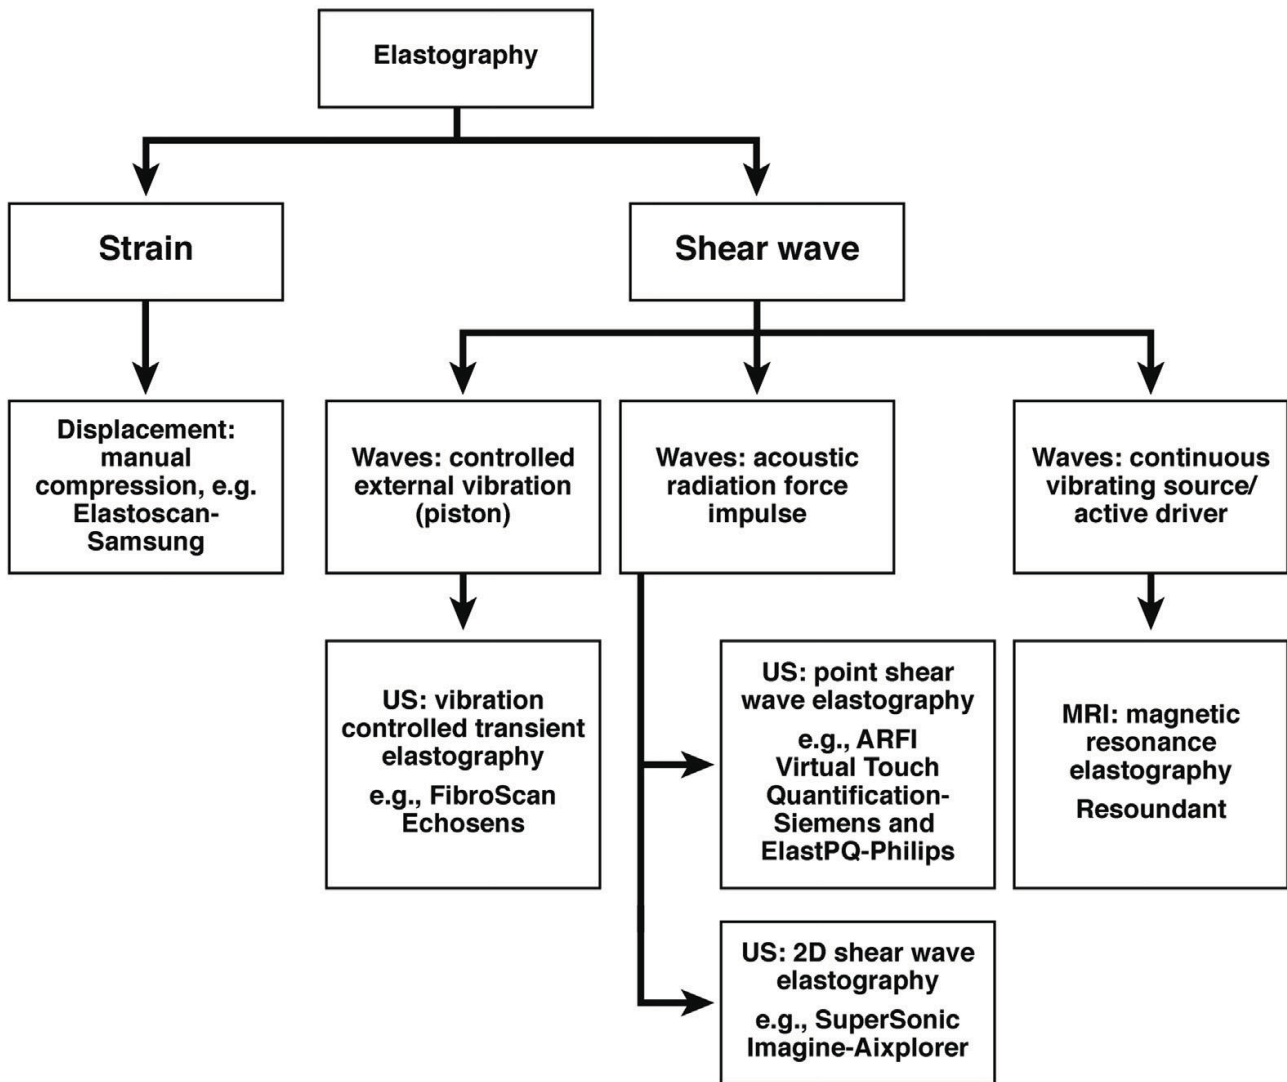 Elastography
Strain
Shear wave
Displacement:
manual
compression, e.g.
Elastoscan-
Samsung
Waves: controlled
external vibration
(piston)
Waves: acoustic
radiation force
impulse
Waves: continuous
vibrating source/
active driver
US: vibration
controlled transient
elastography
e.g., FibroScan
Echosens
US: point shear
wave elastography
e.g., ARFI
Virtual Touch
Quantification-
Siemens and
ElastPQ-Philips
MRI: magnetic
resonance
elastography
Resoundant
US: 2D shear wave
elastography
e.g., SuperSonic
Imagine-Aixplorer